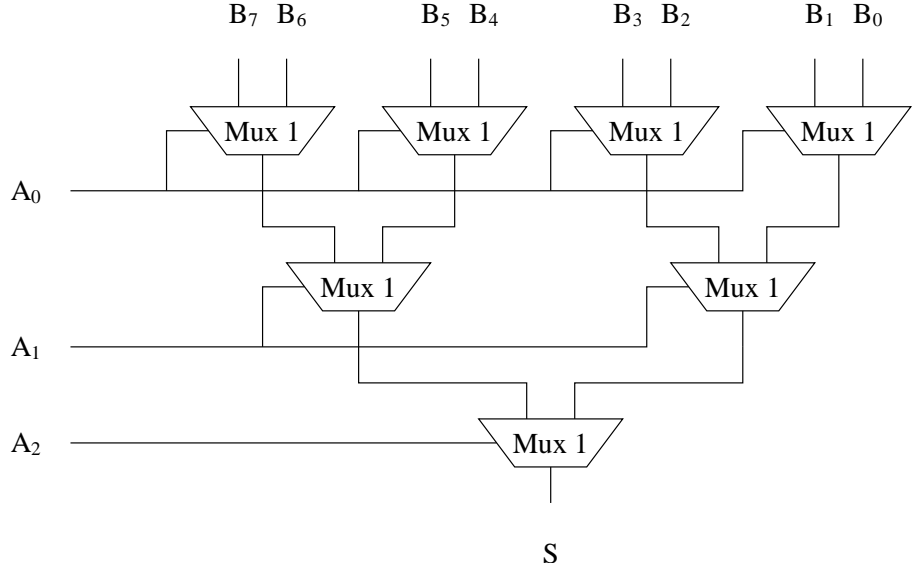 B₇ B₆ B₅ B₄ B₃ B₂ B₁ B₀
Mux 1 Mux 1 Mux 1 Mux 1
A₀
Mux 1 Mux 1
A₁
A₂ Mux 1
S